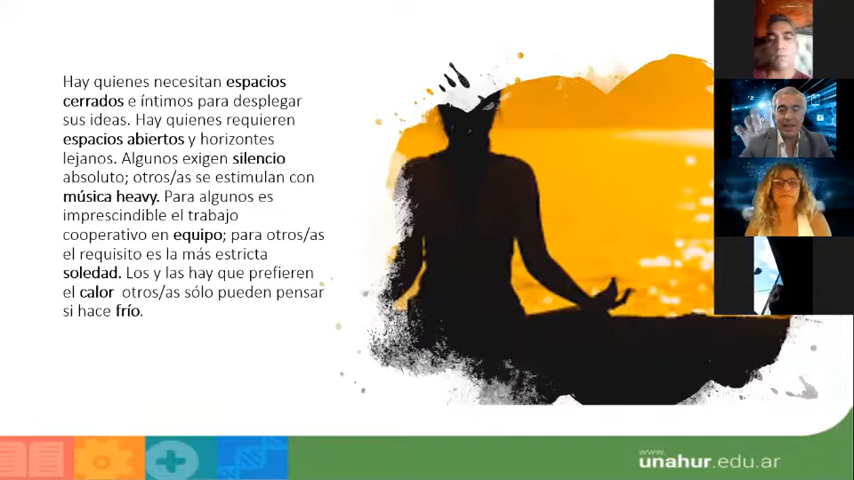 Hay quienes necesitan espacios
cerrados e íntimos para desplegar
sus ideas. Hay quienes requieren
espacios abiertos y horizontes
lejanos. Algunos exigen silencio
absoluto; otros/as se estimulan con
música heavy. Para algunos es
imprescindible el trabajo
cooperativo en equipo; para otros/as
el requisito es la más estricta
soledad. Los y las hay que prefieren
el calor  otros/as sólo pueden pensar
si hace frío.
www.
unahur.edu.ar